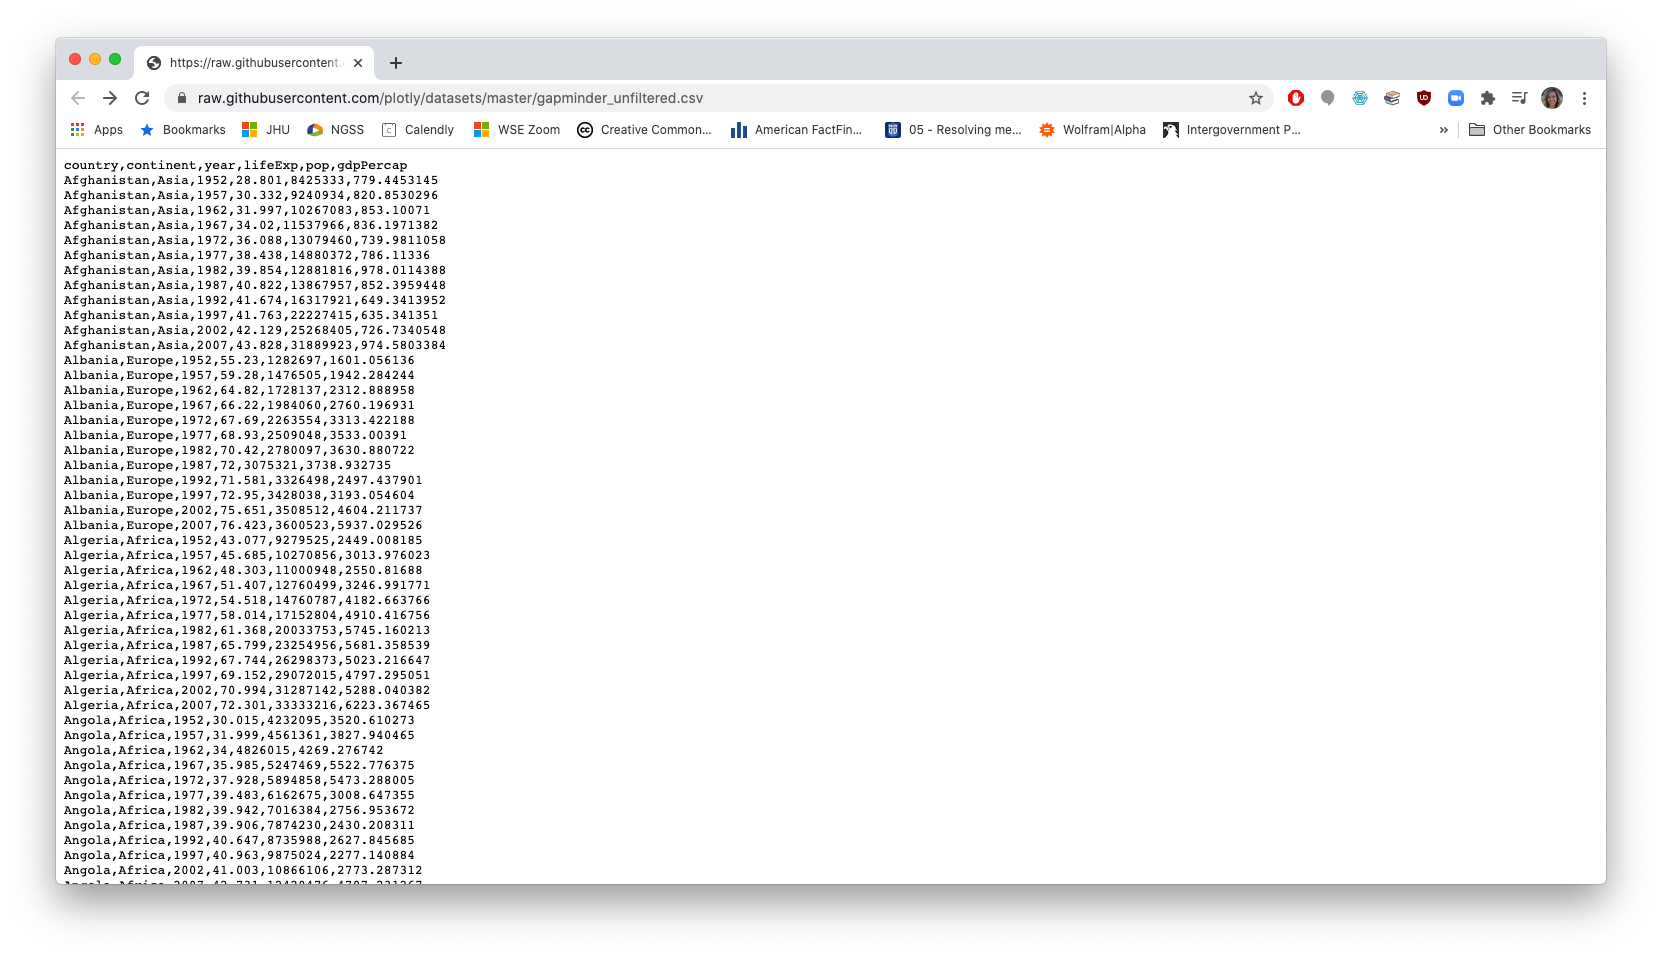 https://raw.githubusercontent.
raw.githubusercontent.com/plotly/datasets/master/gapminder_unfiltered.csv
Apps Bookmarks JHU NGSS Calendly WSE Zoom Creative Common... American FactFin... 05 - Resolving me... Wolfram|Alpha Intergovernment P... » Other Bookmarks
country,continent,year,lifeExp,pop,gdpPercap
Afghanistan,Asia,1952,28.801,8425333,779.4453145
Afghanistan,Asia,1957,30.332,9240934,820.8530296
Afghanistan,Asia,1962,31.997,10267083,853.10071
Afghanistan,Asia,1967,34.02,11537966,836.1971382
Afghanistan,Asia,1972,36.088,13079460,739.9811058
Afghanistan,Asia,1977,38.438,14880372,786.11336
Afghanistan,Asia,1982,39.854,12881816,978.0114388
Afghanistan,Asia,1987,40.822,13867957,852.3959448
Afghanistan,Asia,1992,41.674,16317921,649.3413952
Afghanistan,Asia,1997,41.763,22227415,635.341351
Afghanistan,Asia,2002,42.129,25268405,726.7340548
Afghanistan,Asia,2007,43.828,31889923,974.5803384
Albania,Europe,1952,55.23,1282697,1601.056136
Albania,Europe,1957,59.28,1476505,1942.284244
Albania,Europe,1962,64.82,1728137,2312.888958
Albania,Europe,1967,66.22,1984060,2760.196931
Albania,Europe,1972,67.69,2263554,3313.422188
Albania,Europe,1977,68.93,2509048,3533.00391
Albania,Europe,1982,70.42,2780097,3630.880722
Albania,Europe,1987,72,3075321,3738.932735
Albania,Europe,1992,71.581,3326498,2497.437901
Albania,Europe,1997,72.95,3428038,3193.054604
Albania,Europe,2002,75.651,3508512,4604.211737
Albania,Europe,2007,76.423,3600523,5937.029526
Algeria,Africa,1952,43.077,9279525,2449.008185
Algeria,Africa,1957,45.685,10270856,3013.976023
Algeria,Africa,1962,48.303,11000948,2550.81688
Algeria,Africa,1967,51.407,12760499,3246.991771
Algeria,Africa,1972,54.518,14760787,4182.663766
Algeria,Africa,1977,58.014,17152804,4910.416756
Algeria,Africa,1982,61.368,20033753,5745.160213
Algeria,Africa,1987,65.799,23254956,5681.358539
Algeria,Africa,1992,67.744,26298373,5023.216647
Algeria,Africa,1997,69.152,29072015,4797.295051
Algeria,Africa,2002,70.994,31287142,5288.040382
Algeria,Africa,2007,72.301,33333216,6223.367465
Angola,Africa,1952,30.015,4232095,3520.610273
Angola,Africa,1957,31.999,4561361,3827.940465
Angola,Africa,1962,34,4826015,4269.276742
Angola,Africa,1967,35.985,5247469,5522.776375
Angola,Africa,1972,37.928,5894858,5473.288005
Angola,Africa,1977,39.483,6162675,3008.647355
Angola,Africa,1982,39.942,7016384,2756.953672
Angola,Africa,1987,39.906,7874230,2430.208311
Angola,Africa,1992,40.647,8735988,2627.845685
Angola,Africa,1997,40.963,9875024,2277.140884
Angola,Africa,2002,41.003,10866106,2773.287312